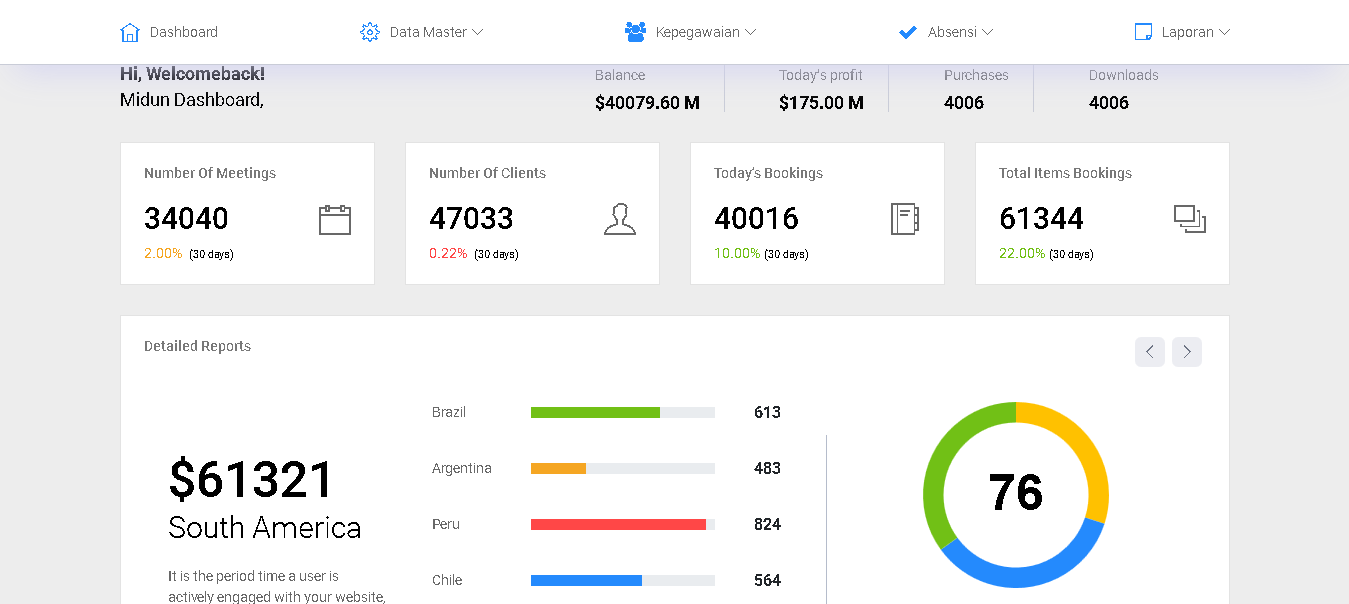 Dashboard
Data Master
Kepegawaian
Absensi
Laporan
Hi, Welcomeback!
Midun Dashboard,
Balance
$40079.60 M
Today's profit
$175.00 M
Purchases
4006
Downloads
4006
Number Of Meetings
34040
2.00% (30 days)
Number Of Clients
47033
0.22% (30 days)
Today's Bookings
40016
10.00% (30 days)
Total Items Bookings
61344
22.00% (30 days)
Detailed Reports
$61321
South America
It is the period time a user is
actively engaged with your website,
Brazil 613
Argentina 483
Peru 824
Chile 564
76